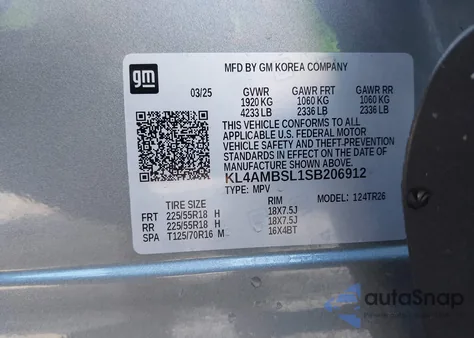 gm
MFD BY GM KOREA COMPANY
03/25 GVWR GAWR FRT GAWR RR
1920 KG 1060 KG 1060 KG
4233 LB 2336 LB 2336 LB
THIS VEHICLE CONFORMS TO ALL
APPLICABLE U.S. FEDERAL MOTOR
VEHICLE SAFETY AND THEFT-PREVENTION
STANDARDS IN EFFECT ON THE DATE OF
MANUFACTURE SHOWN ABOVE.
KL4AMBSL1SB206912
TYPE: MPV MODEL: 124TR26
TIRE SIZE RIM
FRT 225/55R18 H 18X7.5J
RR 225/55R18 H 18X7.5J
SPA T125/70R16 M 16X4BT
autoSnap